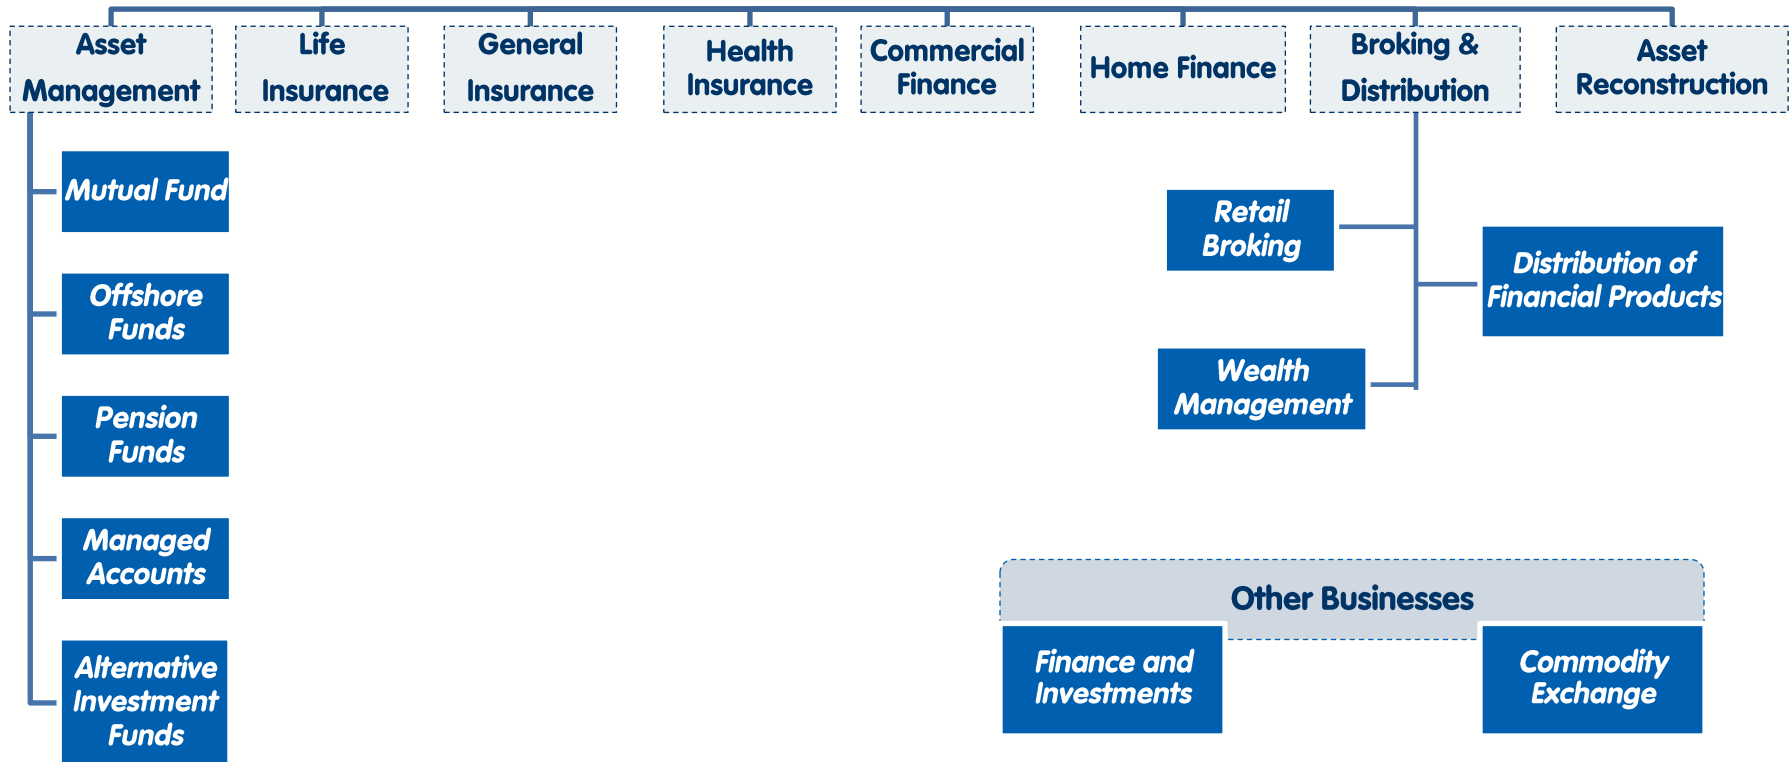 Asset
Management
Life
Insurance
General
Insurance
Health
Insurance
Commercial
Finance
Home Finance
Broking &
Distribution
Asset
Reconstruction
Mutual Fund
Offshore
Funds
Pension
Funds
Managed
Accounts
Alternative
Investment
Funds
Retail
Broking
Distribution of
Financial Products
Wealth
Management
Other Businesses
Finance and
Investments
Commodity
Exchange